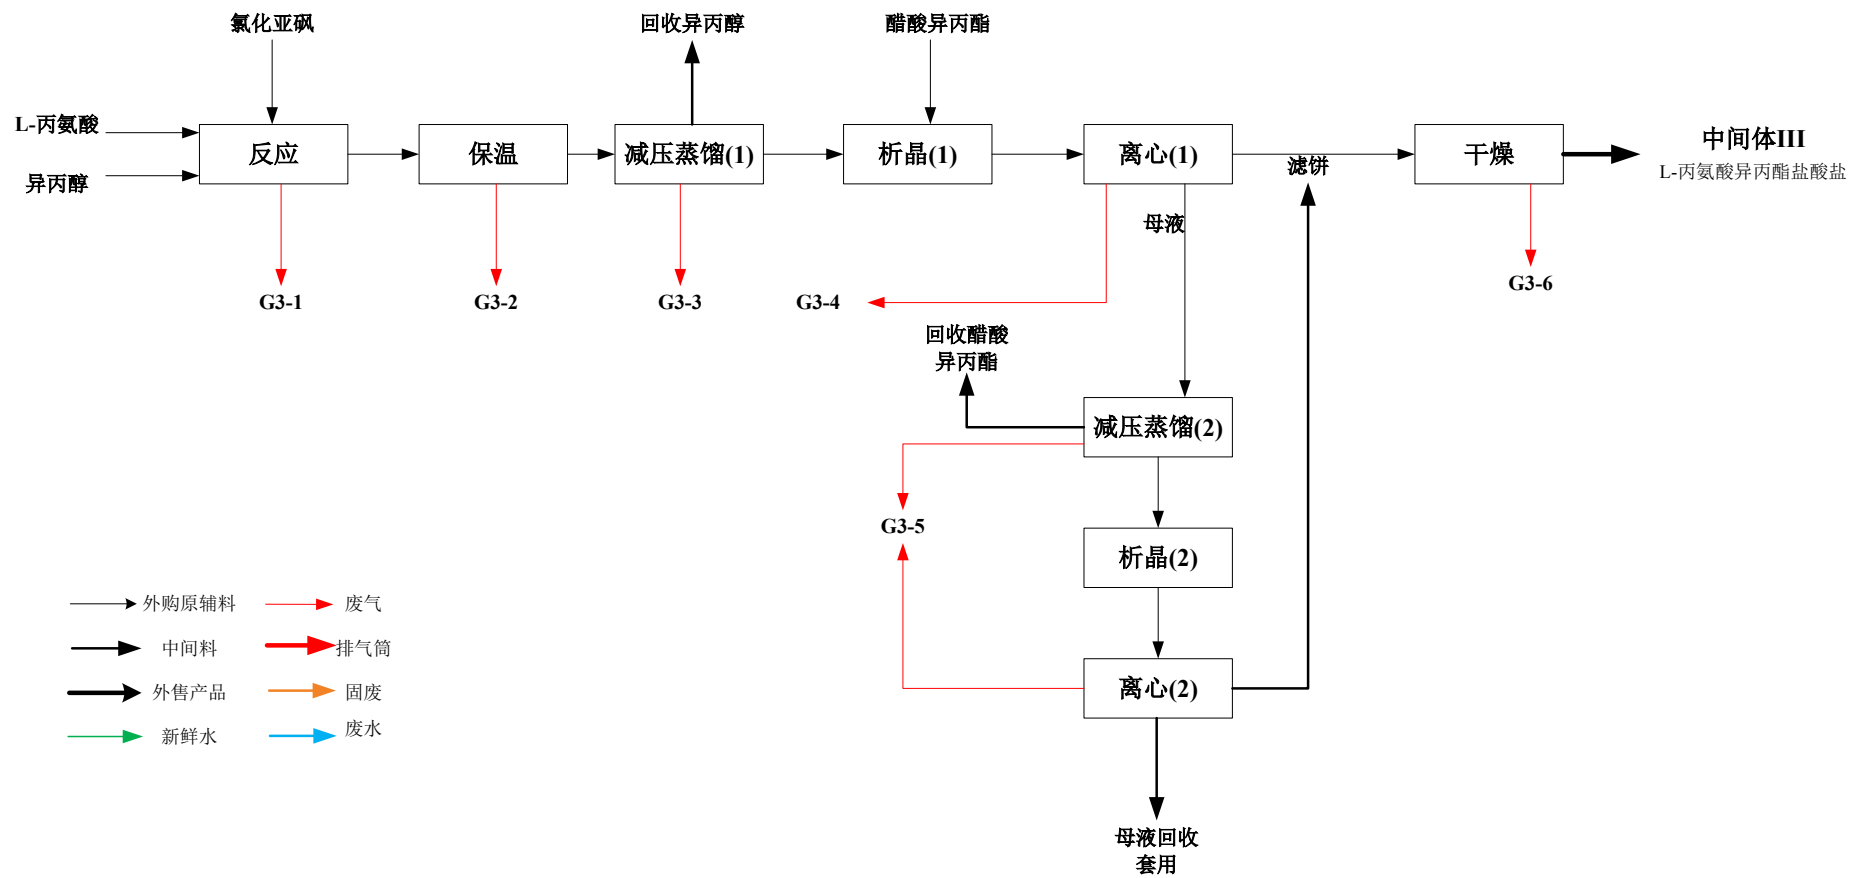 氯化亚砜
回收异丙醇
醋酸异丙酯
L-丙氨酸
异丙醇
反应
保温
减压蒸馏(1)
析晶(1)
离心(1)
滤饼
干燥
中间体III
L-丙氨酸异丙酯盐酸盐
母液
G3-1
G3-2
G3-3
G3-4
G3-6
回收醋酸
异丙酯
减压蒸馏(2)
G3-5
析晶(2)
离心(2)
母液回收
套用
外购原辅料
废气
中间料
排气筒
外售产品
固废
新鲜水
废水